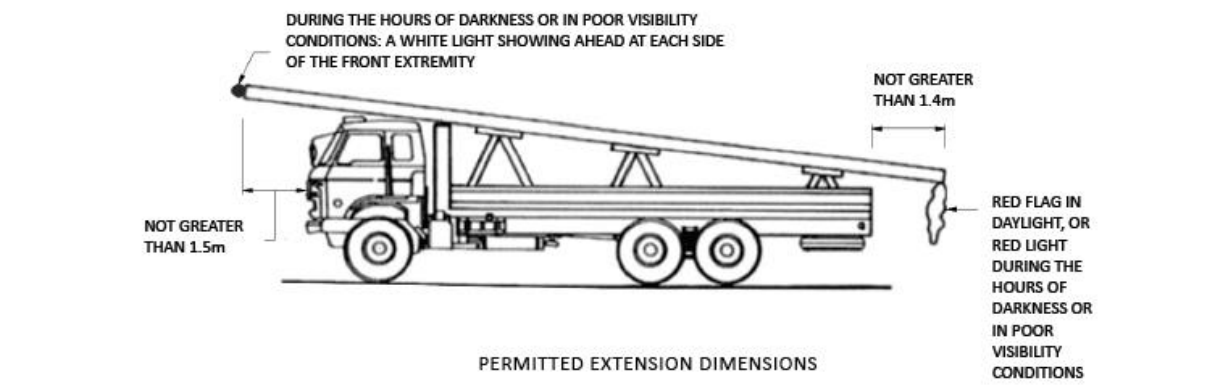 DURING THE HOURS OF DARKNESS OR IN POOR VISIBILITY
CONDITIONS: A WHITE LIGHT SHOWING AHEAD AT EACH SIDE
OF THE FRONT EXTREMITY
NOT GREATER
THAN 1.4m
NOT GREATER
THAN 1.5m
RED FLAG IN
DAYLIGHT, OR
RED LIGHT
DURING THE
HOURS OF
DARKNESS OR
IN POOR
VISIBILITY
CONDITIONS
PERMITTED EXTENSION DIMENSIONS